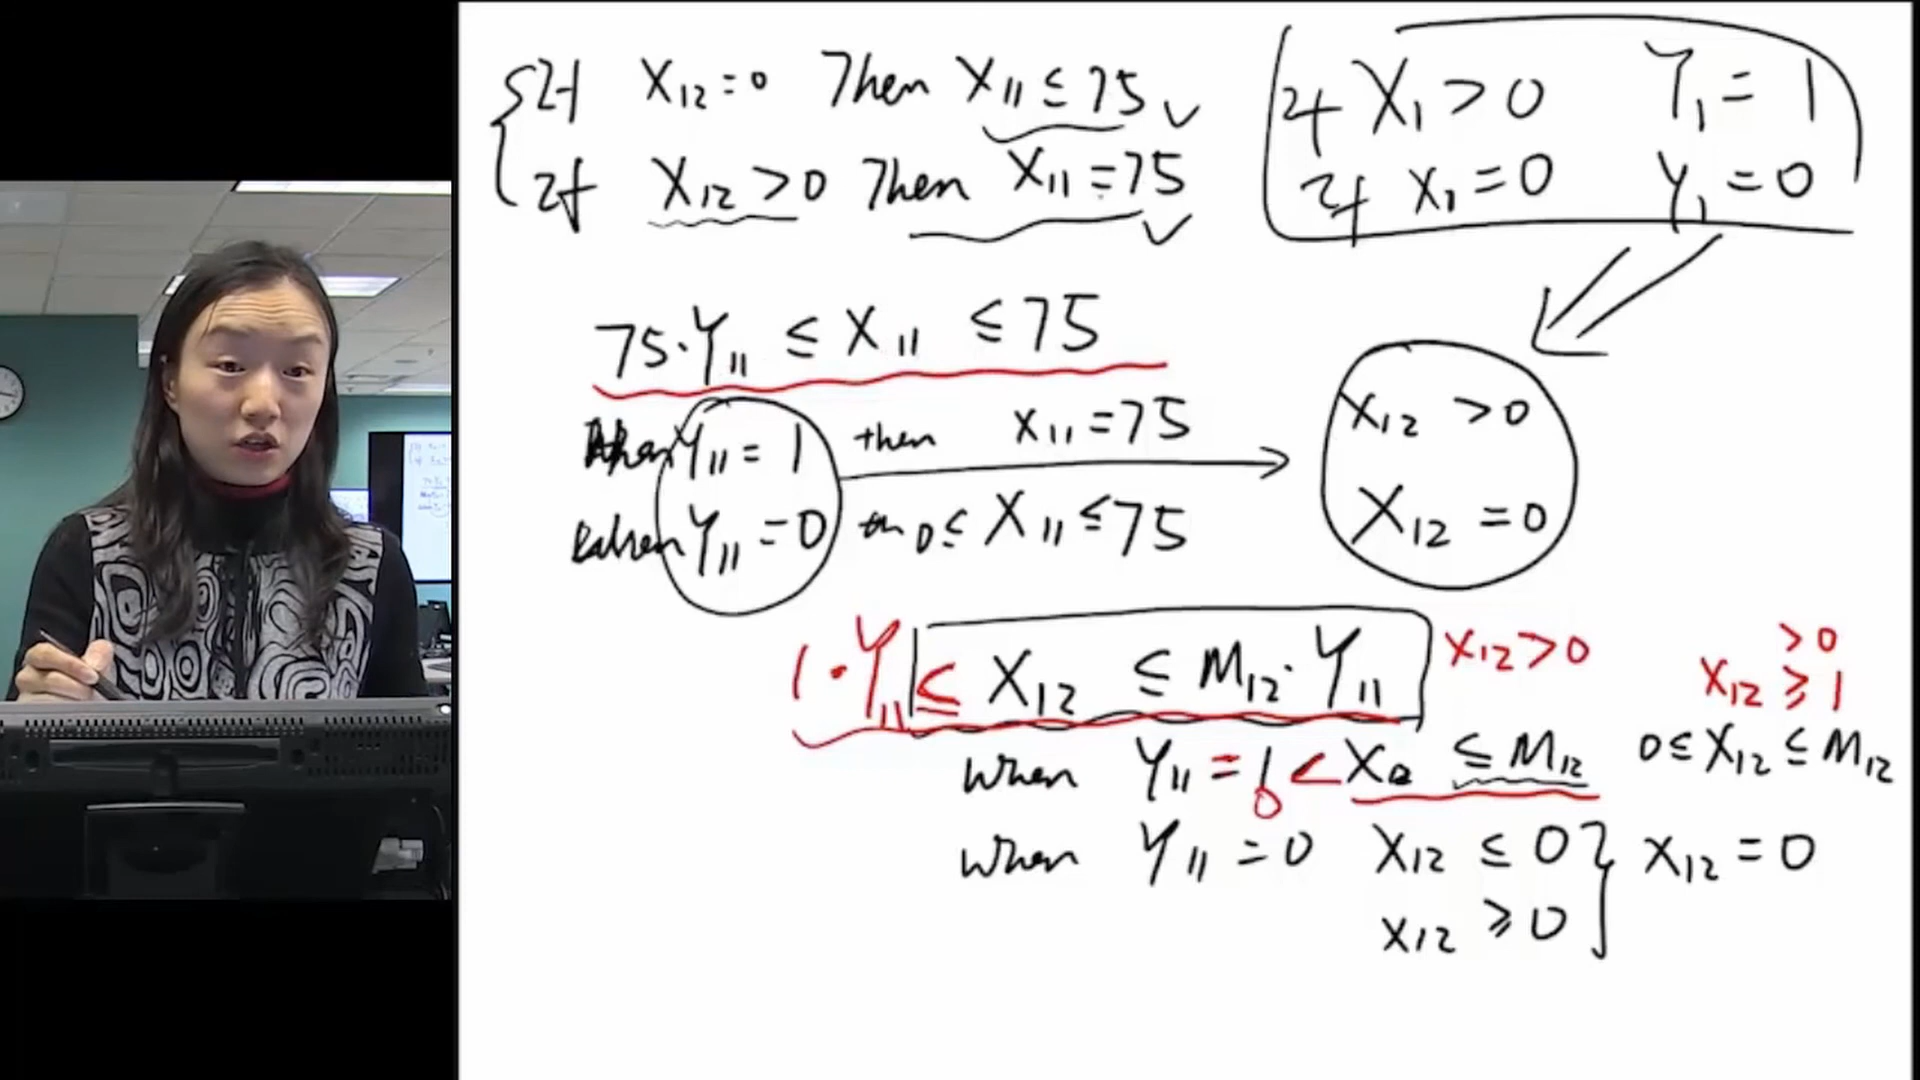 If X12 = 0 Then X11 ≤ 75 ✓
If X12 > 0 Then X11 = 75 ✓
If X1 > 0 Y1 = 1
If X1 = 0 Y1 = 0
75·Y11 ≤ X11 ≤ 75
when Y11 = 1 then X11 = 75
when Y11 = 0 0 ≤ X11 ≤ 75
X12 > 0
X12 = 0
1·Y11 ≤ X12 ≤ M12·Y11
X12 > 0
> 0
X12 ≥ 1
0 ≤ X12 ≤ M12
when Y11 = 1 < X ≤ M12
0
when Y11 = 0 X12 ≤ 0 } X12 = 0
X12 ≥ 0